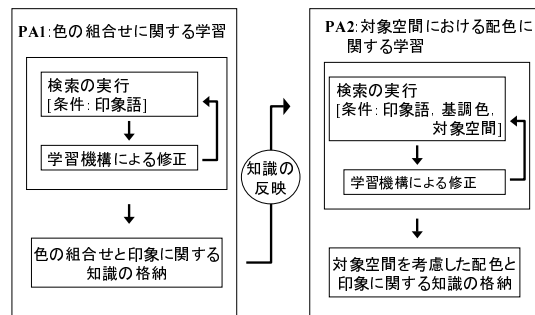 PA1:色の組合せに関する学習
検索の実行
[条件:印象語]
学習機構による修正
色の組合せと印象に関する
知識の格納
知識の
反映
PA2:対象空間における配色に
関する学習
検索の実行
[条件:印象語,基調色,
対象空間]
学習機構による修正
対象空間を考慮した配色と
印象に関する知識の格納